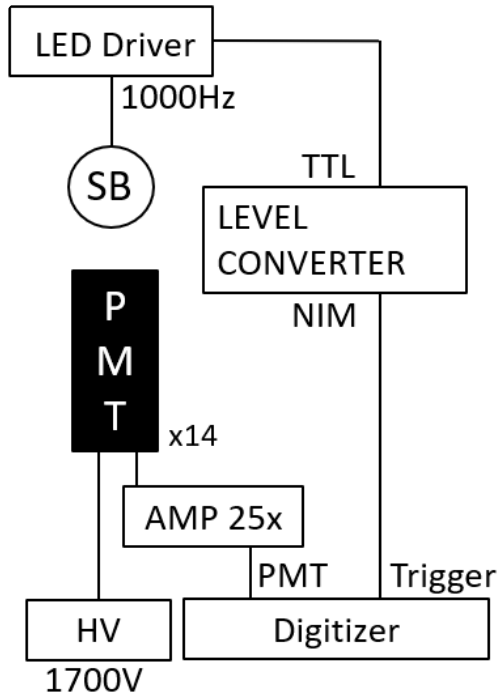 LED Driver
1000Hz
SB
TTL
LEVEL
CONVERTER
NIM
P
M
T
x14
AMP 25x
PMT
Trigger
HV
Digitizer
1700V